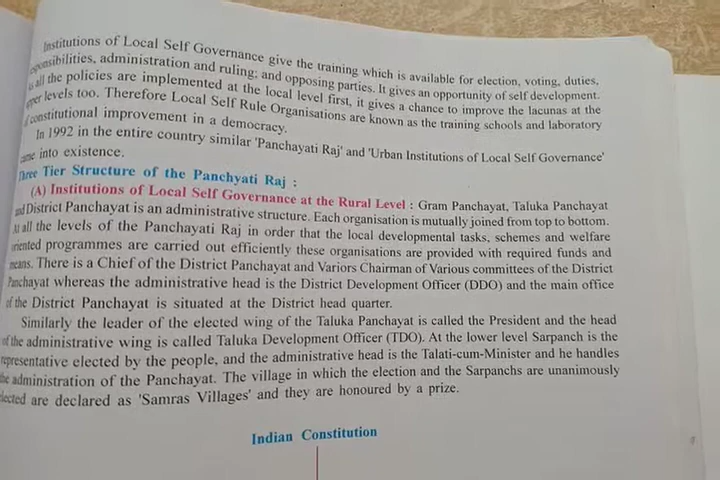 Institutions of Local Self Governance give the training which is available for election, voting, duties,
responsibilities, administration and ruling; and opposing parties. It gives an opportunity of self development.
all the policies are implemented at the local level first, it gives a chance to improve the lacunas at the
upper levels too. Therefore Local Self Rule Organisations are known as the training schools and laboratory
constitutional improvement in a democracy.
In 1992 in the entire country similar 'Panchayati Raj' and 'Urban Institutions of Local Self Governance'
came into existence.
Three Tier Structure of the Panchyati Raj :
(A) Institutions of Local Self Governance at the Rural Level : Gram Panchayat, Taluka Panchayat
and District Panchayat is an administrative structure. Each organisation is mutually joined from top to bottom.
At all the levels of the Panchayati Raj in order that the local developmental tasks, schemes and welfare
oriented programmes are carried out efficiently these organisations are provided with required funds and
means. There is a Chief of the District Panchayat and Variors Chairman of Various committees of the District
Panchayat whereas the administrative head is the District Development Officer (DDO) and the main office
of the District Panchayat is situated at the District head quarter.
Similarly the leader of the elected wing of the Taluka Panchayat is called the President and the head
of the administrative wing is called Taluka Development Officer (TDO). At the lower level Sarpanch is the
representative elected by the people, and the administrative head is the Talati-cum-Minister and he handles
the administration of the Panchayat. The village in which the election and the Sarpanchs are unanimously
elected are declared as 'Samras Villages' and they are honoured by a prize.
Indian Constitution